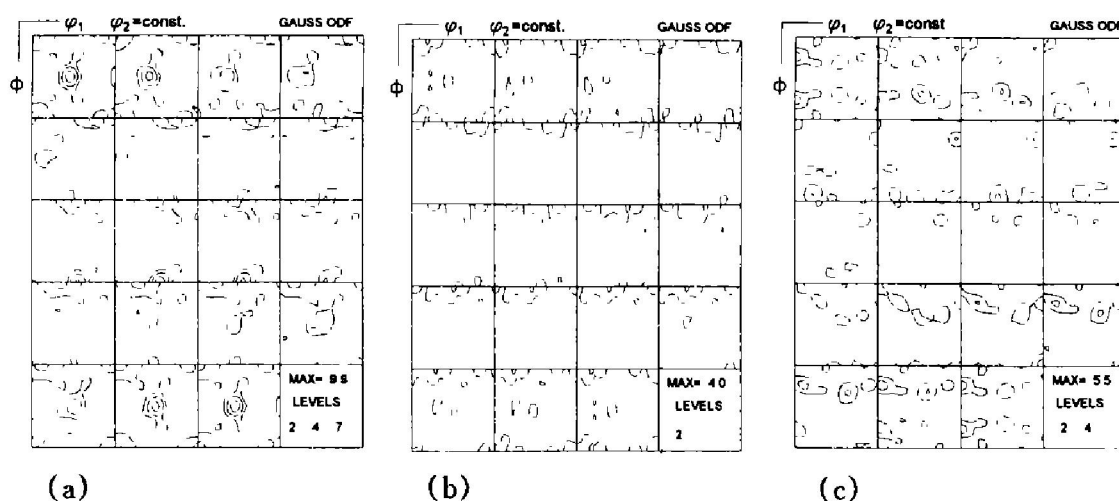 φ1 φ2=const. GAUSS ODF
Φ
MAX= 9.9
LEVELS
2 4 7
(a)
φ1 φ2=const. GAUSS ODF
Φ
MAX= 4.0
LEVELS
2
(b)
φ1 φ2=const GAUSS ODF
Φ
MAX= 5.5
LEVELS
2 4
(c)